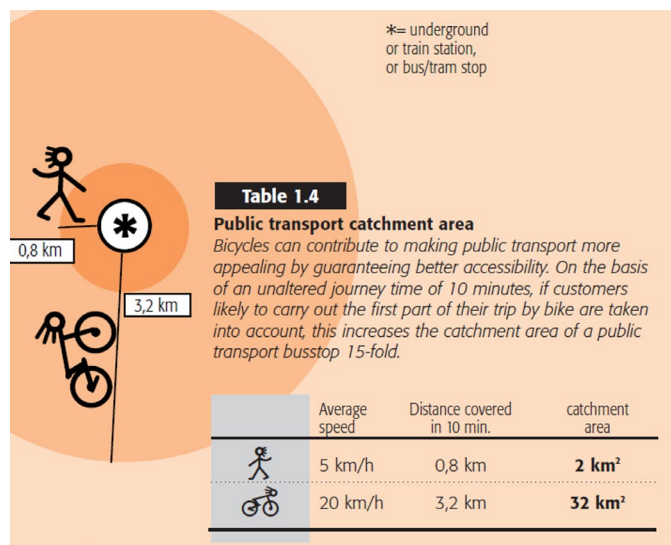 *= underground
or train station,
or bus/tram stop
0,8 km
3,2 km
Table 1.4
Public transport catchment area
Bicycles can contribute to making public transport more
appealing by guaranteeing better accessibility. On the basis
of an unaltered journey time of 10 minutes, if customers
likely to carry out the first part of their trip by bike are taken
into account, this increases the catchment area of a public
transport busstop 15-fold.
Average speed Distance covered in 10 min. catchment area
5 km/h 0,8 km 2 km²
20 km/h 3,2 km 32 km²